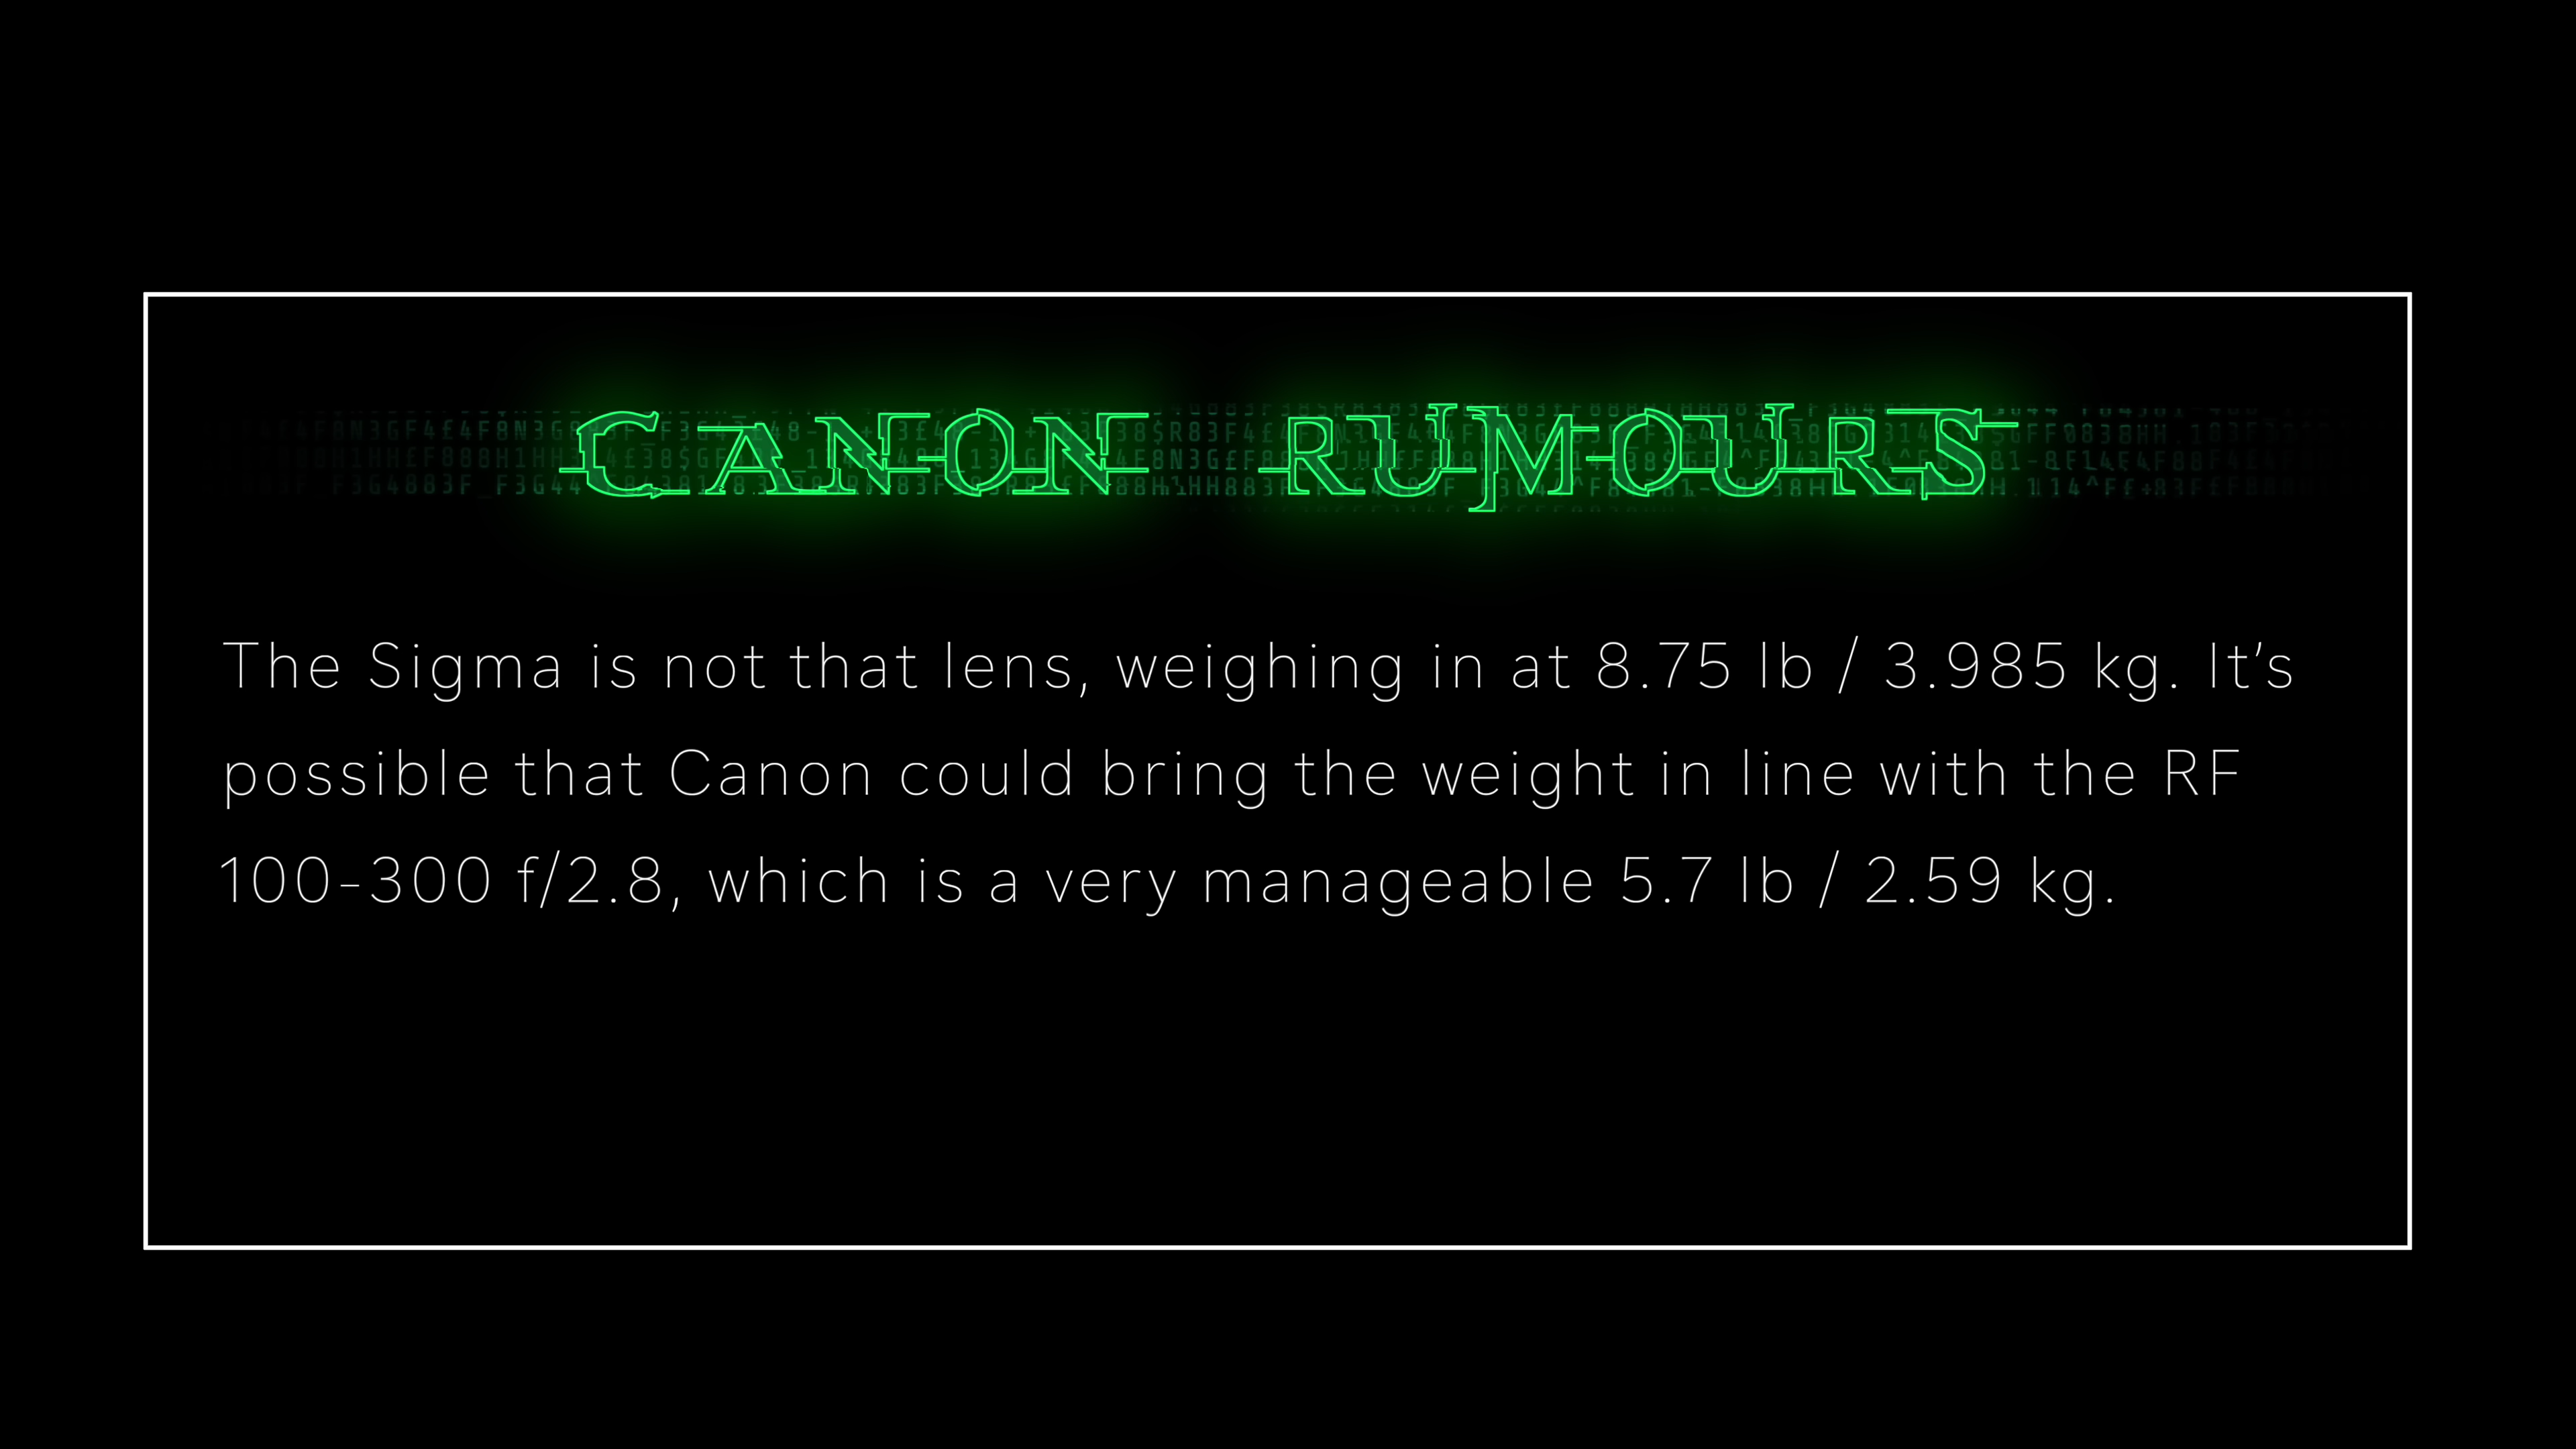 CANON RUMOURS
The Sigma is not that lens, weighing in at 8.75 lb / 3.985 kg. It’s
possible that Canon could bring the weight in line with the RF
100-300 f/2.8, which is a very manageable 5.7 lb / 2.59 kg.